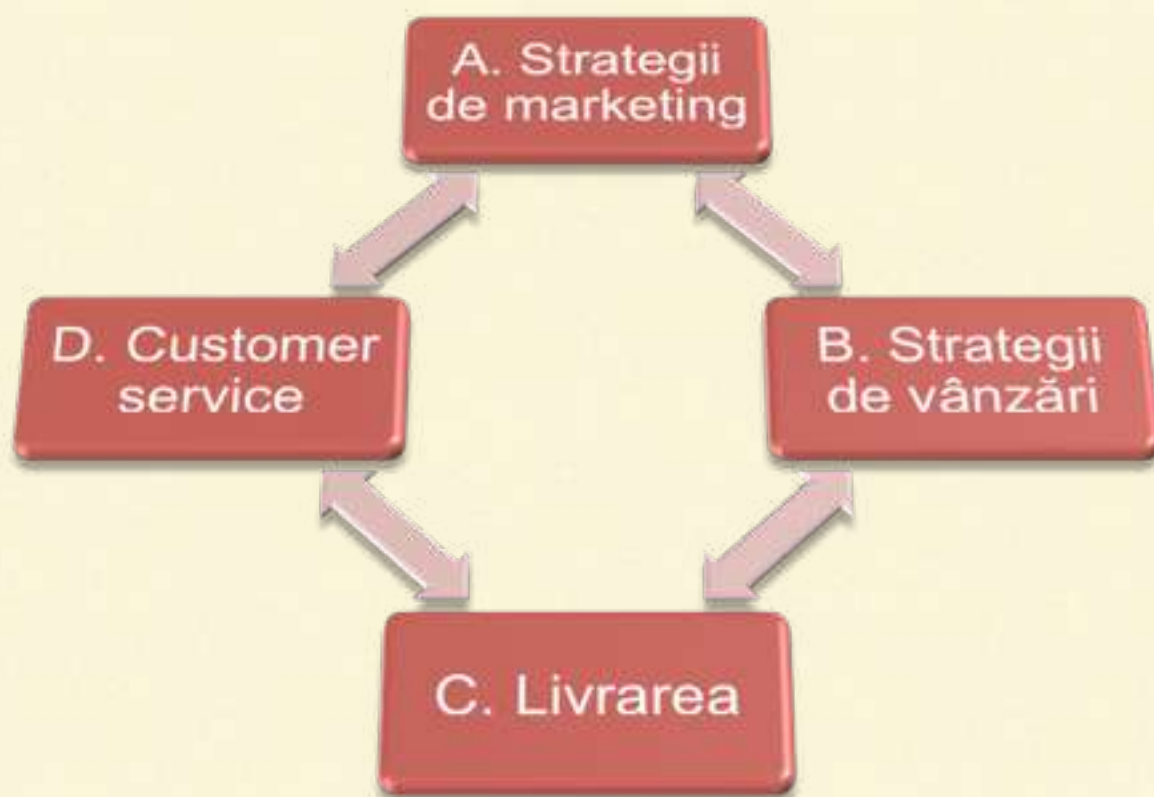 A. Strategii
de marketing
D. Customer
service
B. Strategii
de vânzări
C. Livrarea